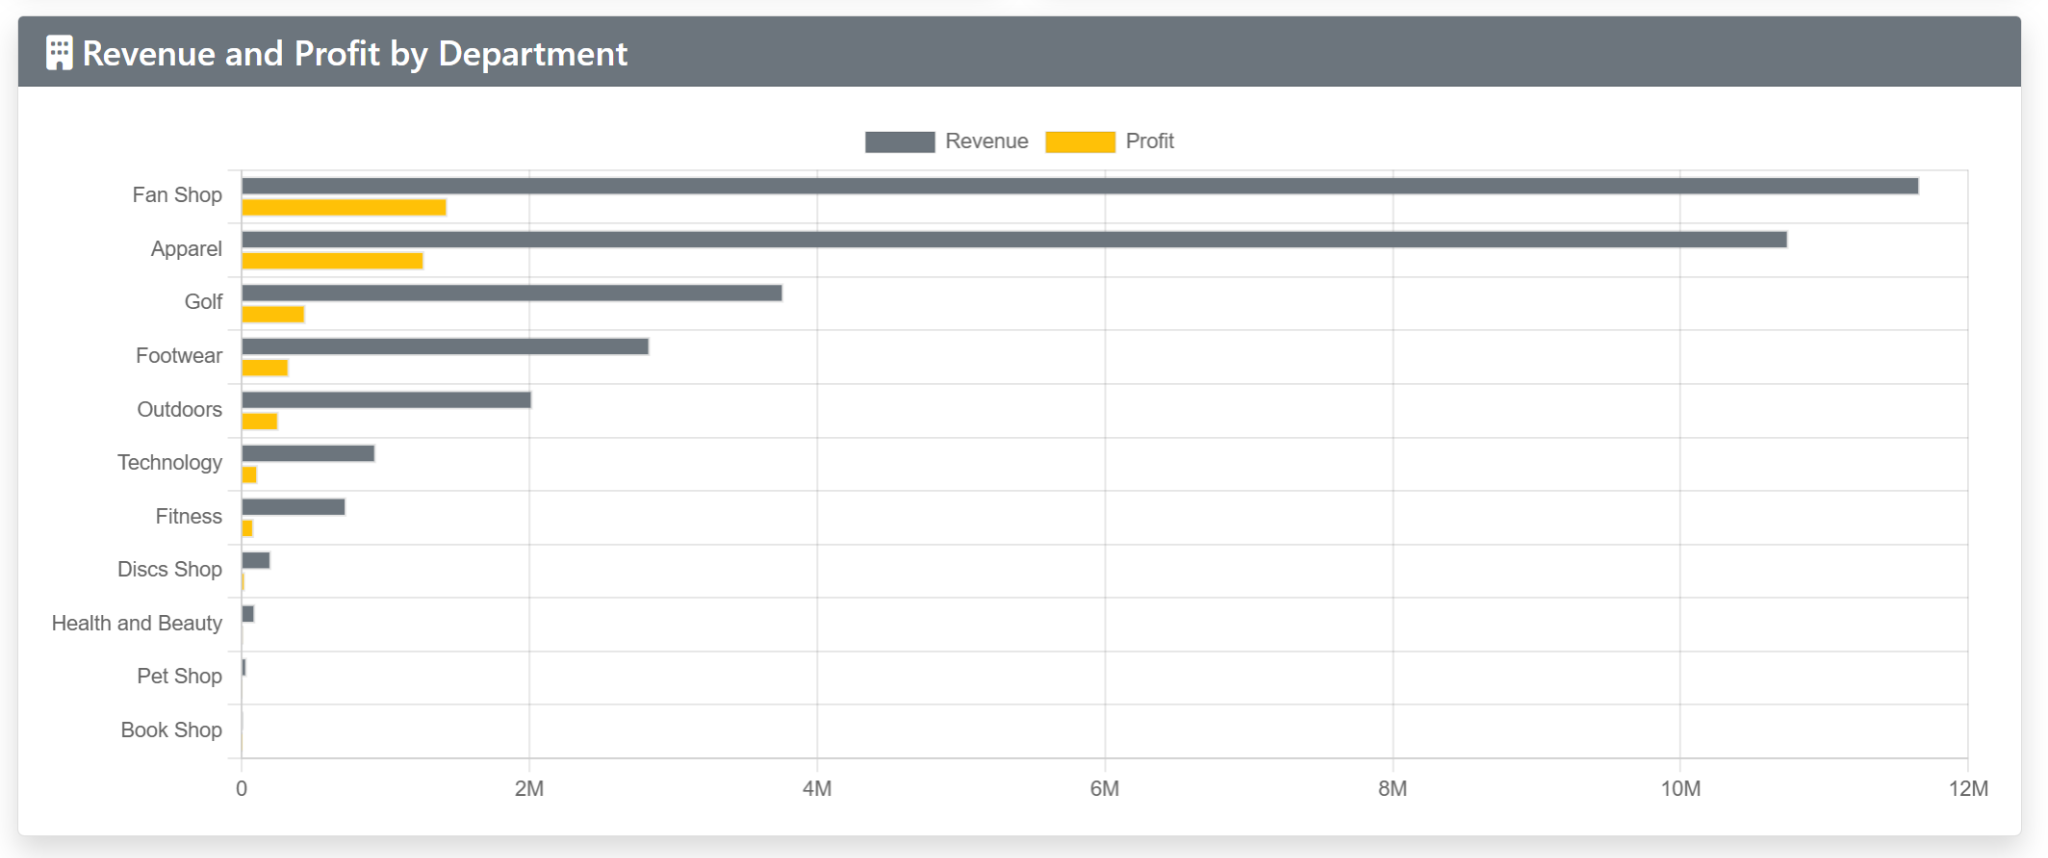 Revenue and Profit by Department
Revenue Profit
Fan Shop
Apparel
Golf
Footwear
Outdoors
Technology
Fitness
Discs Shop
Health and Beauty
Pet Shop
Book Shop
0 2M 4M 6M 8M 10M 12M